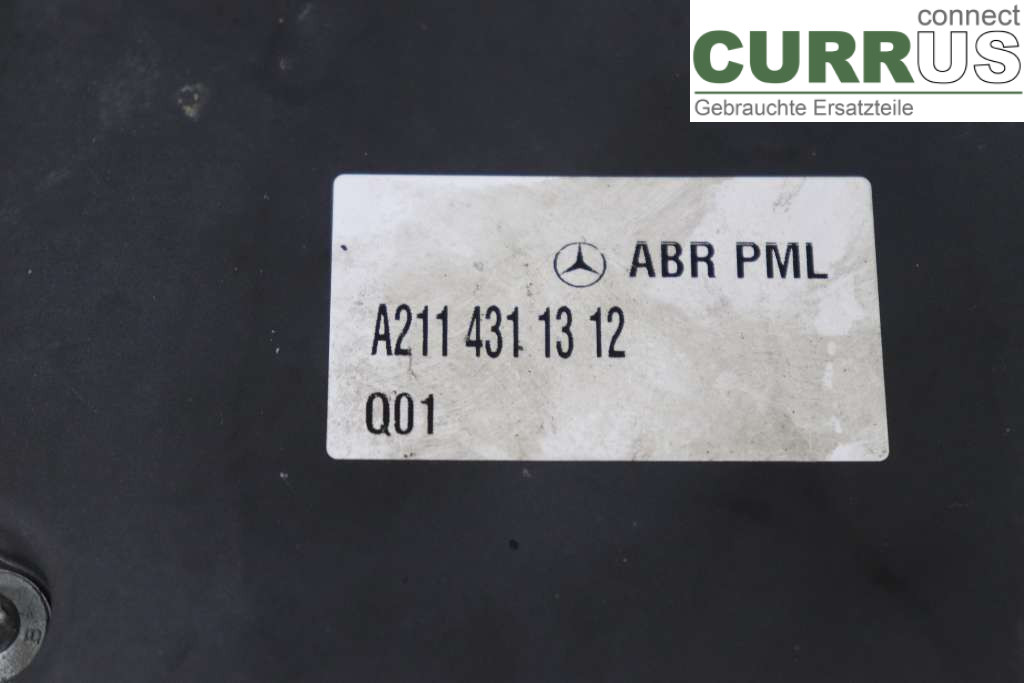 connect
CURRUS
Gebrauchte Ersatzteile
ABR PML
A211 431 13 12
Q01